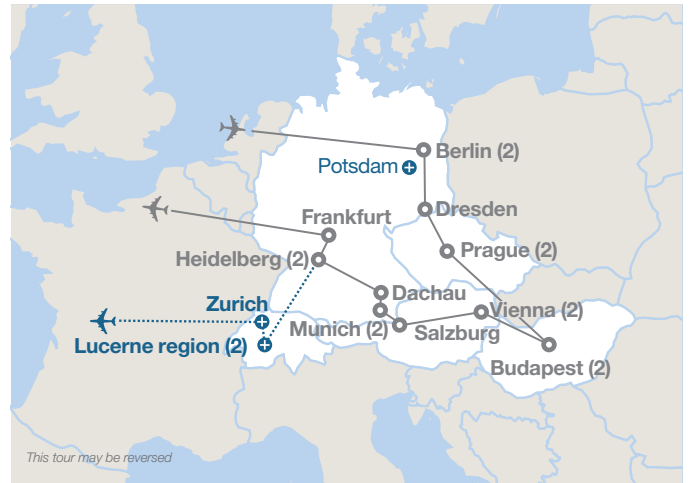 Berlin (2)
Potsdam
Dresden
Frankfurt
Prague (2)
Heidelberg (2)
Dachau
Zurich
Vienna (2)
Munich (2)
Salzburg
Lucerne region (2)
Budapest (2)
This tour may be reversed